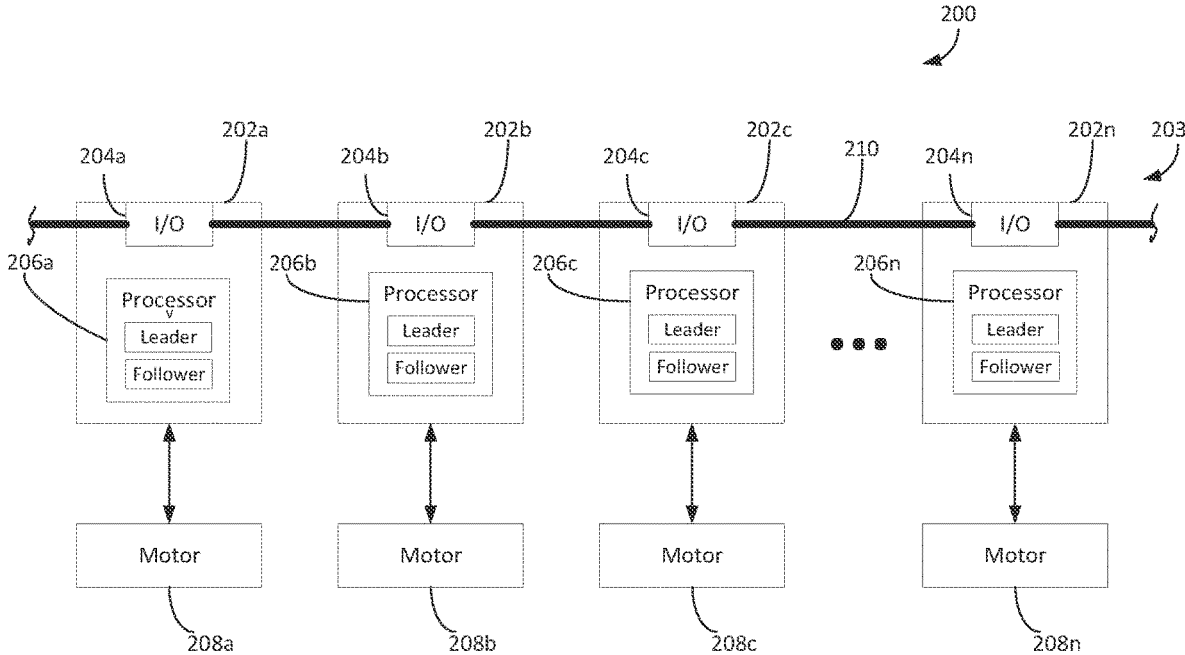 200
202a 202b 202c 202n 203
204a 204b 204c 210 204n
I/O I/O I/O I/O
206a 206b 206c 206n
Processor Processor Processor Processor
v
Leader Leader Leader Leader
Follower Follower Follower Follower
Motor Motor Motor Motor
208a 208b 208c 208n